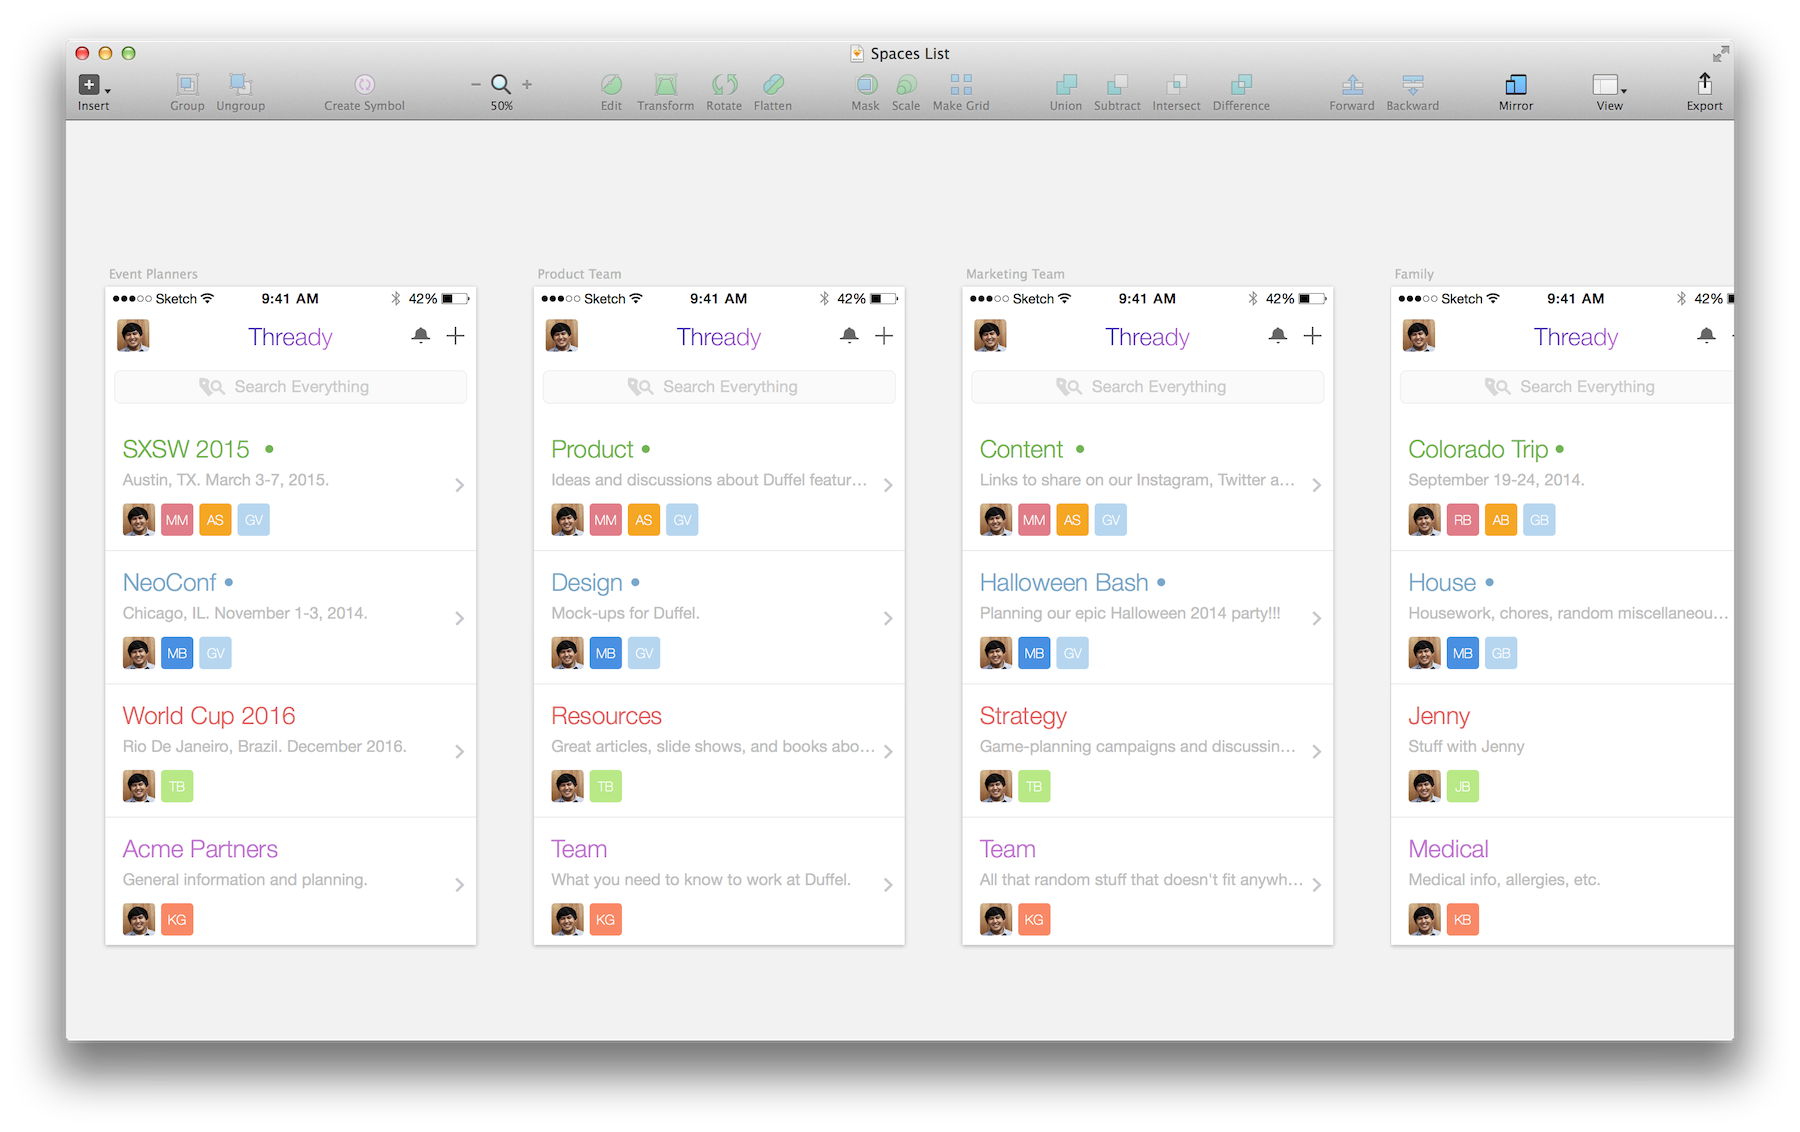 Spaces List
Insert Group Ungroup Create Symbol 50% Edit Transform Rotate Flatten Mask Scale Make Grid Union Subtract Intersect Difference Forward Backward Mirror View Export
Event Planners
Sketch 9:41 AM 42%
Thready
Search Everything
SXSW 2015
Austin, TX. March 3-7, 2015.
MM AS GV
NeoConf
Chicago, IL. November 1-3, 2014.
MB GV
World Cup 2016
Rio De Janeiro, Brazil. December 2016.
TB
Acme Partners
General information and planning.
KG
Product Team
Sketch 9:41 AM 42%
Thready
Search Everything
Product
Ideas and discussions about Duffel featur...
MM AS GV
Design
Mock-ups for Duffel.
MB GV
Resources
Great articles, slide shows, and books abo...
TB
Team
What you need to know to work at Duffel.
KG
Marketing Team
Sketch 9:41 AM 42%
Thready
Search Everything
Content
Links to share on our Instagram, Twitter a...
MM AS GV
Halloween Bash
Planning our epic Halloween 2014 party!!!
MB GV
Strategy
Game-planning campaigns and discussin...
TB
Team
All that random stuff that doesn't fit anywh...
KG
Family
Sketch 9:41 AM 42%
Thready
Search Everything
Colorado Trip
September 19-24, 2014.
RB AB GB
House
Housework, chores, random miscellaneou...
MB GB
Jenny
Stuff with Jenny
JB
Medical
Medical info, allergies, etc.
KB